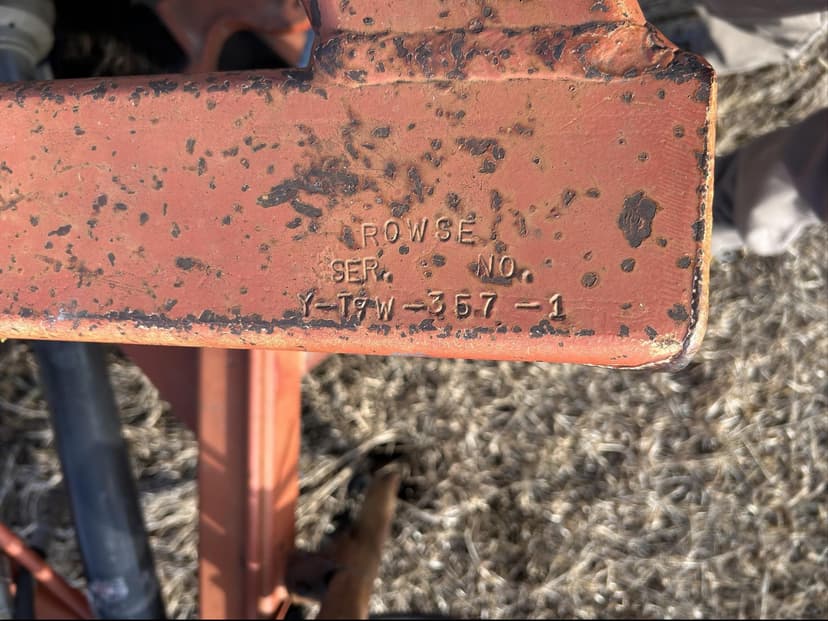 ROWSE
SER. NO.
Y-T9W-357-1